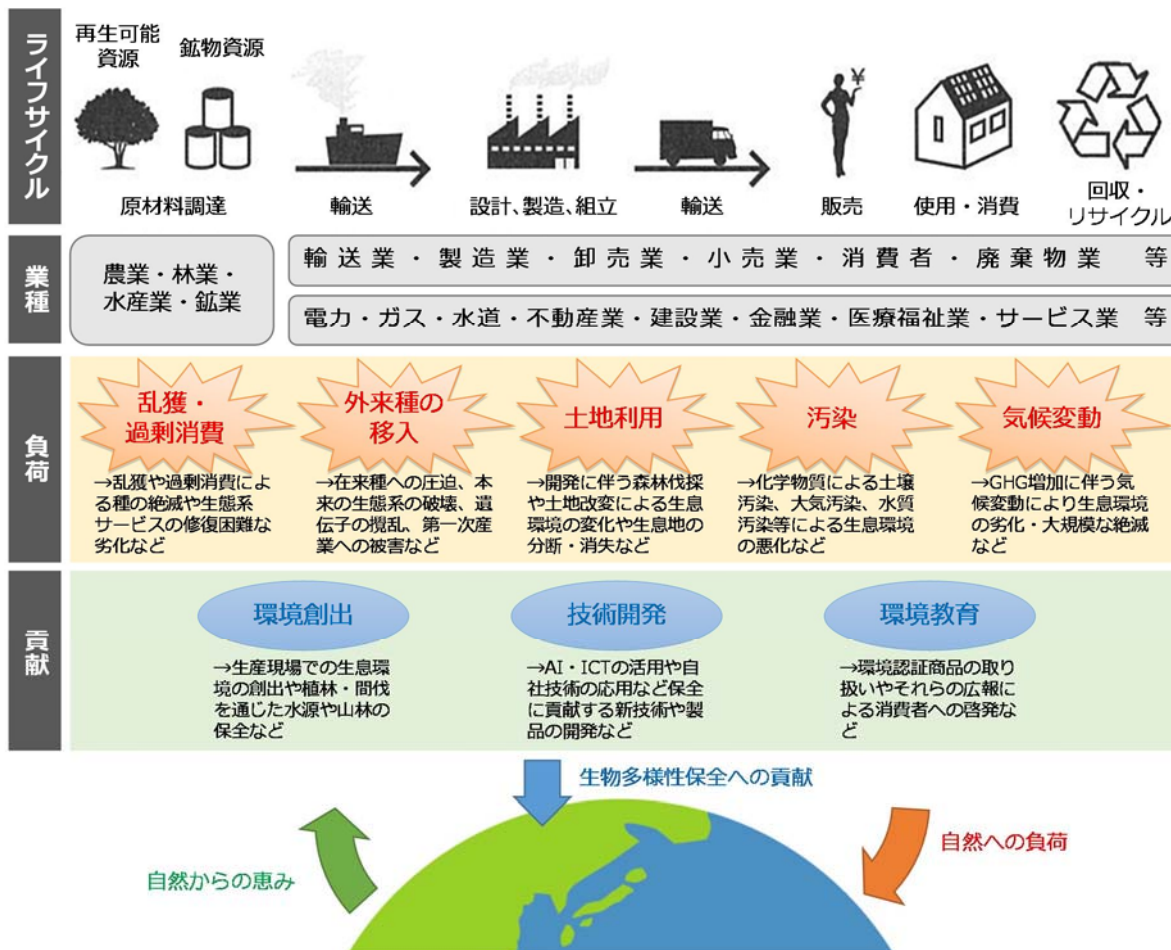 ライフサイクル
再生可能
資源
鉱物資源
¥
原材料調達
輸送
設計、製造、組立
輸送
販売
使用・消費
回収・
リサイクル
業種
農業・林業・
水産業・鉱業
輸送業・製造業・卸売業・小売業・消費者・廃棄物業 等
電力・ガス・水道・不動産業・建設業・金融業・医療福祉業・サービス業 等
負荷
乱獲・
過剰消費
→乱獲や過剰消費によ
る種の絶滅や生態系
サービスの修復困難な
劣化など
外来種の
移入
→在来種への圧迫、本
来の生態系の破壊、遺
伝子の攪乱、第一次産
業への被害など
土地利用
→開発に伴う森林伐採
や土地改変による生息
環境の変化や生息地の
分断・消失など
汚染
→化学物質による土壌
汚染、大気汚染、水質
汚染等による生息環境
の悪化など
気候変動
→GHG増加に伴う気
候変動により生息環境
の劣化・大規模な絶滅
など
貢献
環境創出
→生産現場での生息環
境の創出や植林・間伐
を通じた水源や山林の
保全など
技術開発
→AI・ICTの活用や自
社技術の応用など保全
に貢献する新技術や製
品の開発など
環境教育
→環境認証商品の取り
扱いやそれらの広報に
よる消費者への啓発な
ど
生物多様性保全への貢献
自然からの恵み
自然への負荷